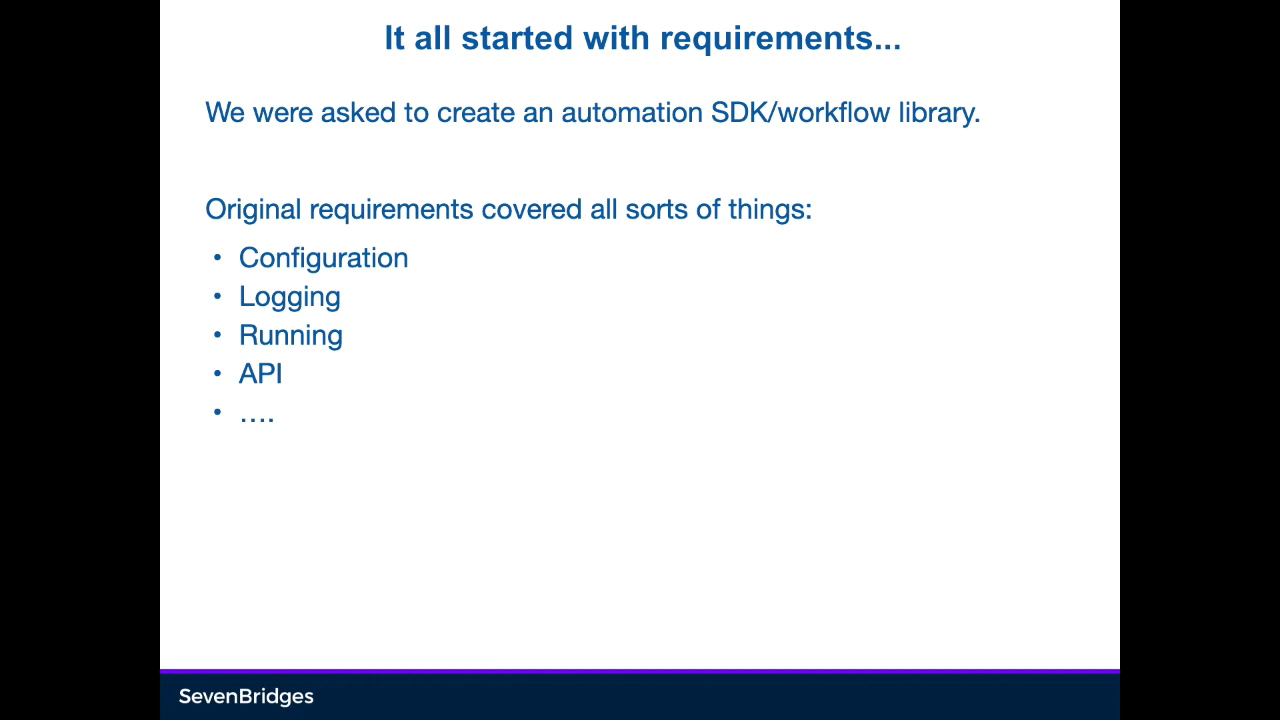 It all started with requirements...
We were asked to create an automation SDK/workflow library.
Original requirements covered all sorts of things:
• Configuration
• Logging
• Running
• API
• ....
SevenBridges